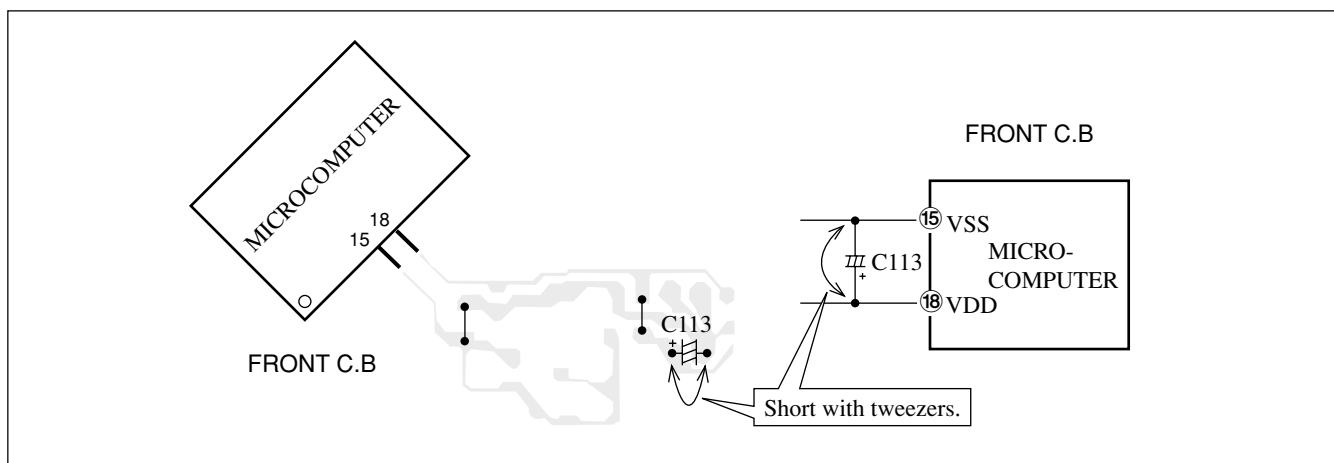 MICROCOMPUTER
18
15
FRONT C.B
C113
+
FRONT C.B
15 VSS
C113
+
18 VDD
MICRO-
COMPUTER
Short with tweezers.